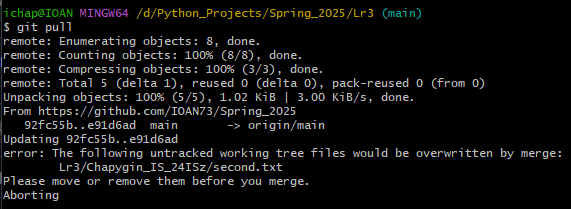 ichap@IOAN MINGW64 /d/Python_Projects/Spring_2025/Lr3 (main)
$ git pull
remote: Enumerating objects: 8, done.
remote: Counting objects: 100% (8/8), done.
remote: Compressing objects: 100% (3/3), done.
remote: Total 5 (delta 1), reused 0 (delta 0), pack-reused 0 (from 0)
Unpacking objects: 100% (5/5), 1.02 KiB | 3.00 KiB/s, done.
From https://github.com/IOAN73/Spring_2025
   92fc55b..e91d6ad  main       -> origin/main
Updating 92fc55b..e91d6ad
error: The following untracked working tree files would be overwritten by merge:
        Lr3/Chapygin_IS_24ISz/second.txt
Please move or remove them before you merge.
Aborting